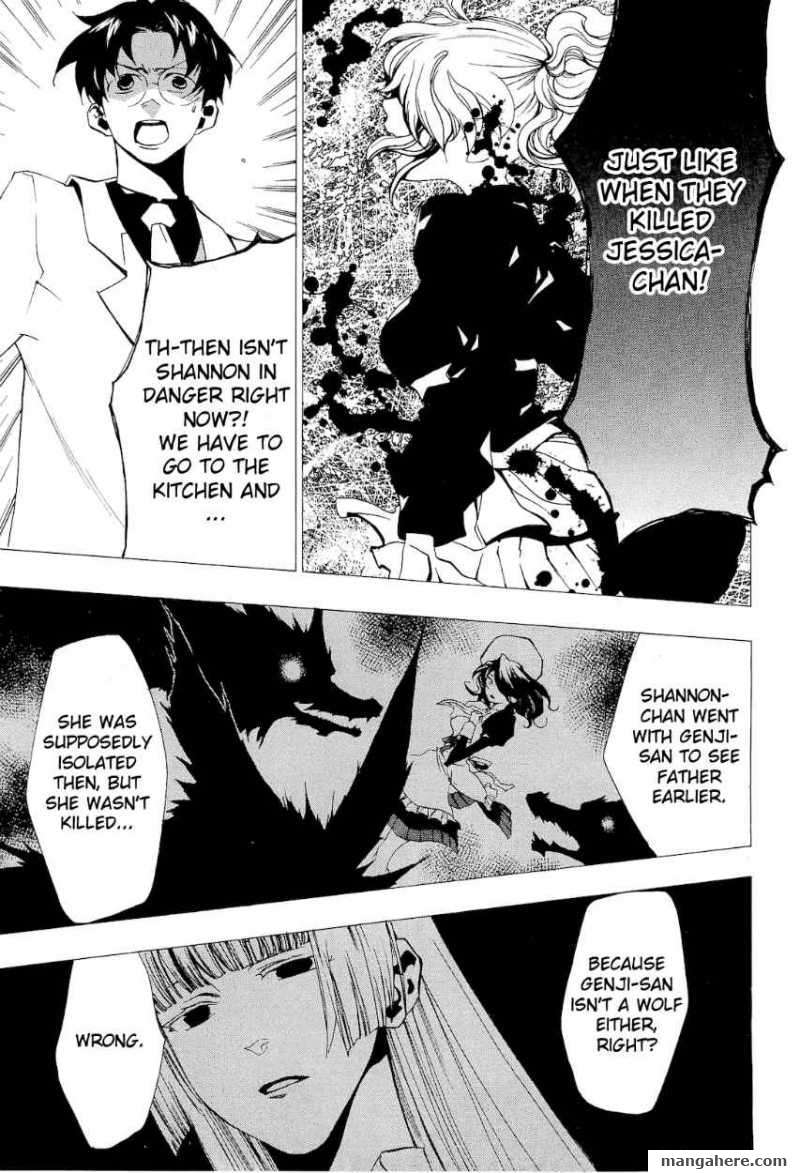 JUST LIKE
WHEN THEY
KILLED
JESSICA-
CHAN!
TH-THEN ISN'T
SHANNON IN
DANGER RIGHT
NOW?!
WE HAVE TO
GO TO THE
KITCHEN AND
...
SHANNON-
CHAN WENT
WITH GENJI-
SAN TO SEE
FATHER
EARLIER.
SHE WAS
SUPPOSEDLY
ISOLATED
THEN, BUT
SHE WASN'T
KILLED...
BECAUSE
GENJI-SAN
ISN'T A WOLF
EITHER,
RIGHT?
WRONG.
mangahere.com